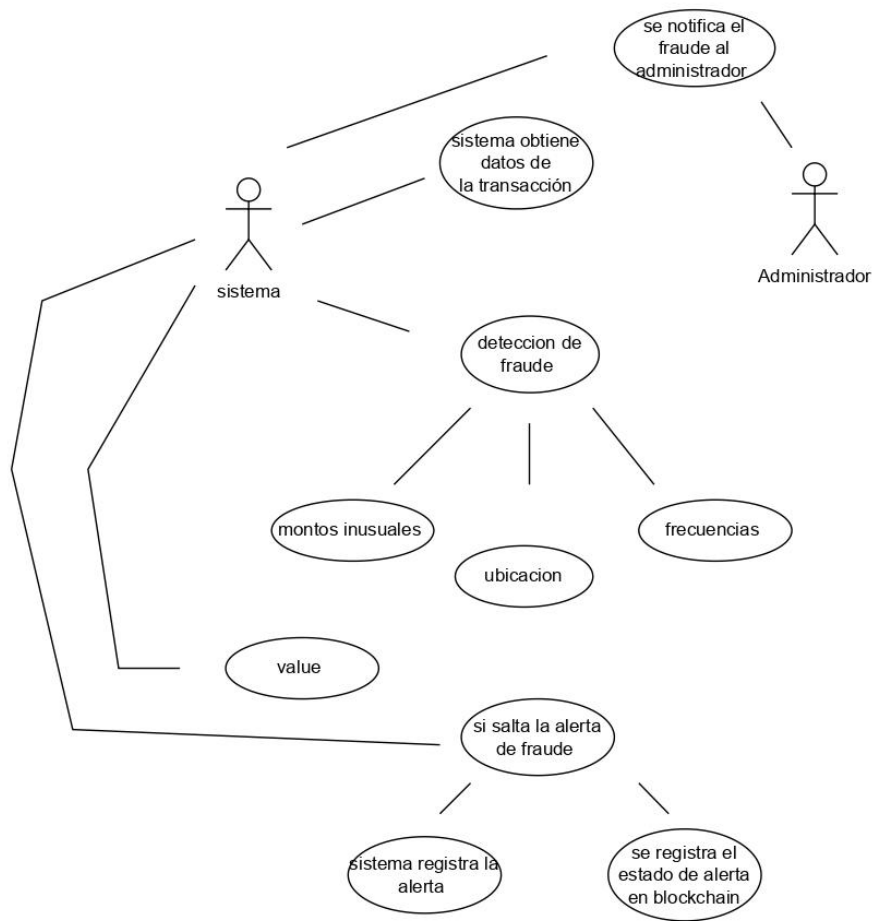 se notifica el
fraude al
administrador
sistema obtiene
datos de
la transacción
sistema
Administrador
deteccion de
fraude
montos inusuales
frecuencias
ubicacion
value
si salta la alerta
de fraude
sistema registra la
alerta
se registra el
estado de alerta
en blockchain